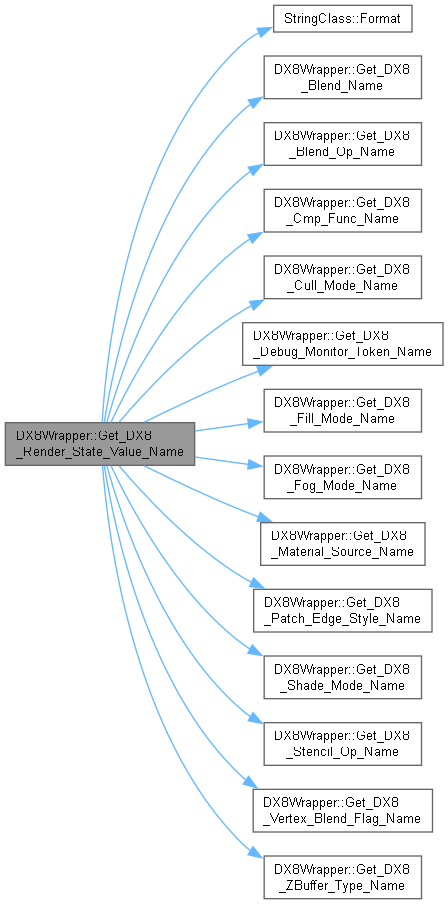 StringClass::Format
DX8Wrapper::Get_DX8
_Blend_Name
DX8Wrapper::Get_DX8
_Blend_Op_Name
DX8Wrapper::Get_DX8
_Cmp_Func_Name
DX8Wrapper::Get_DX8
_Cull_Mode_Name
DX8Wrapper::Get_DX8
_Debug_Monitor_Token_Name
DX8Wrapper::Get_DX8
_Fill_Mode_Name
DX8Wrapper::Get_DX8
_Render_State_Value_Name
DX8Wrapper::Get_DX8
_Fog_Mode_Name
DX8Wrapper::Get_DX8
_Material_Source_Name
DX8Wrapper::Get_DX8
_Patch_Edge_Style_Name
DX8Wrapper::Get_DX8
_Shade_Mode_Name
DX8Wrapper::Get_DX8
_Stencil_Op_Name
DX8Wrapper::Get_DX8
_Vertex_Blend_Flag_Name
DX8Wrapper::Get_DX8
_ZBuffer_Type_Name